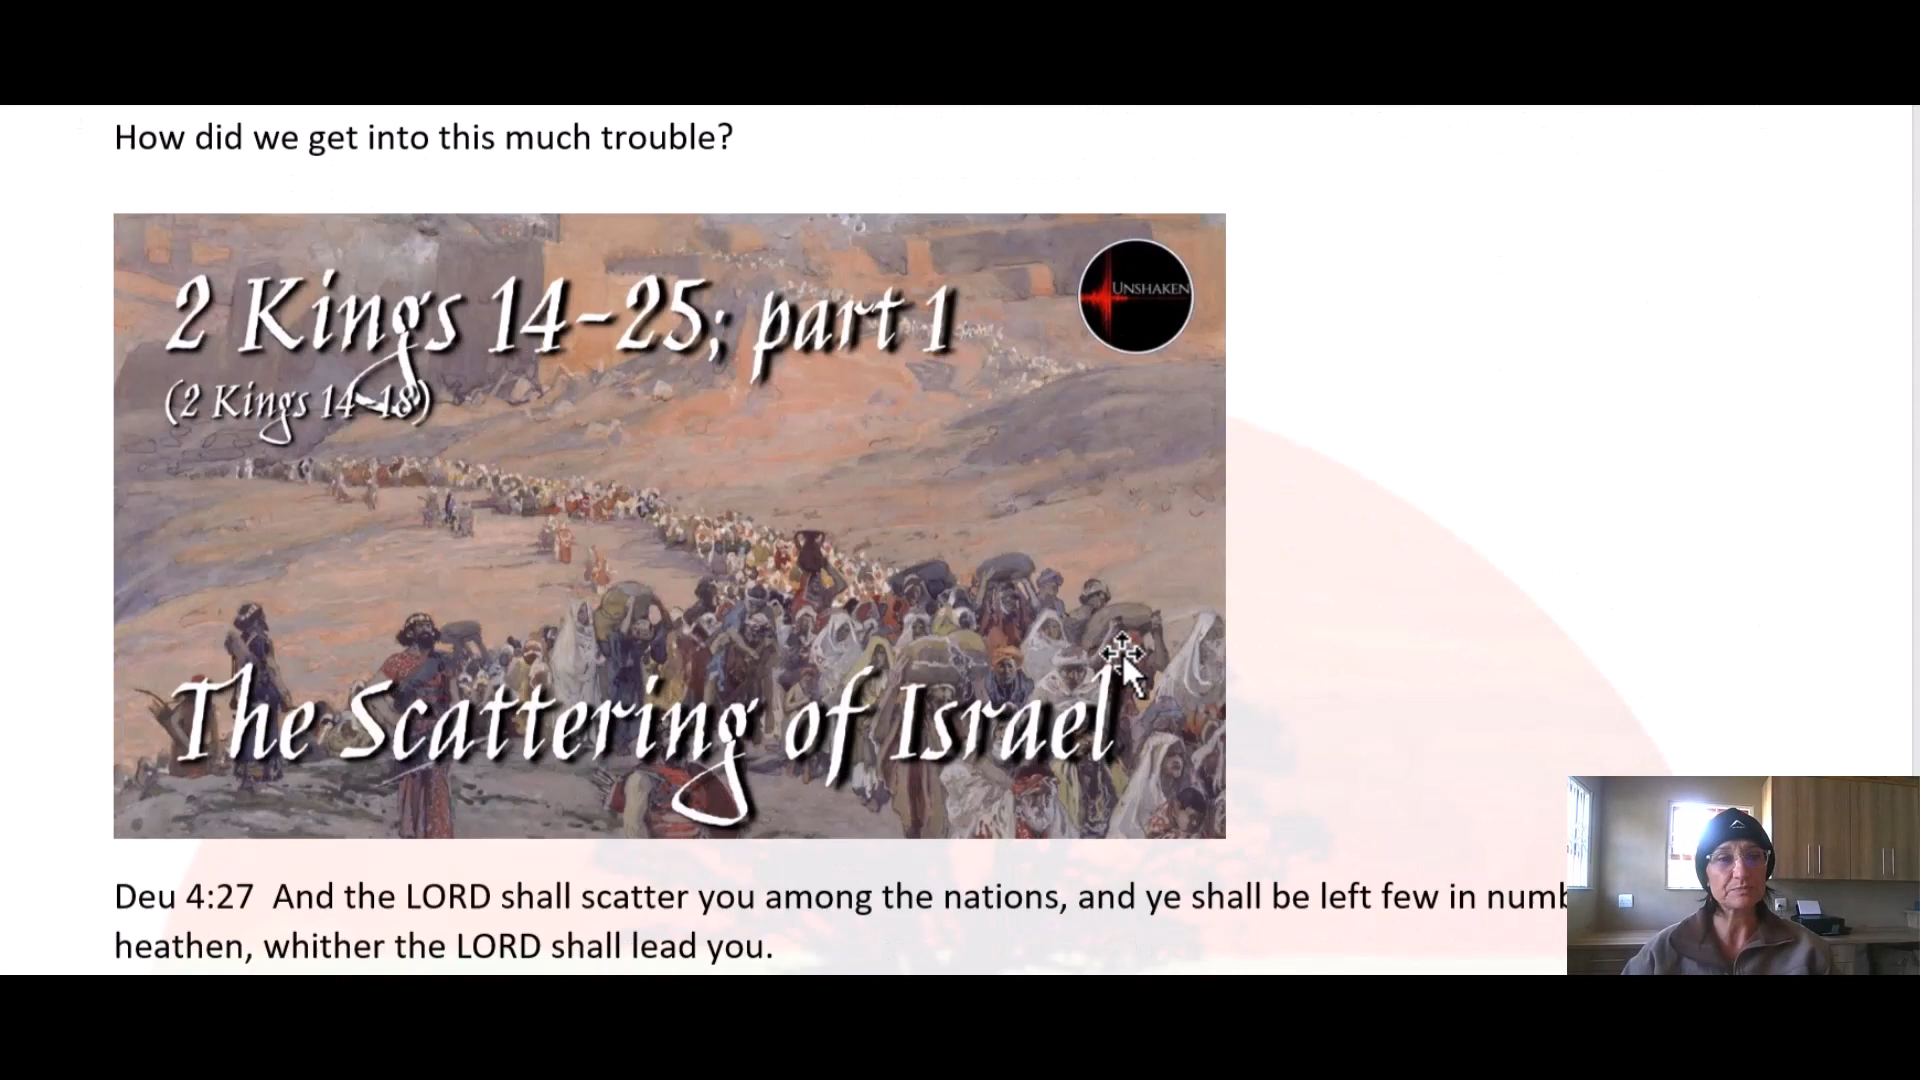 How did we get into this much trouble?
2 Kings 14-25; part 1
UNSHAKEN
(2 Kings 14-18)
The Scattering of Israel
Deu 4:27  And the LORD shall scatter you among the nations, and ye shall be left few in
heathen, whither the LORD shall lead you.